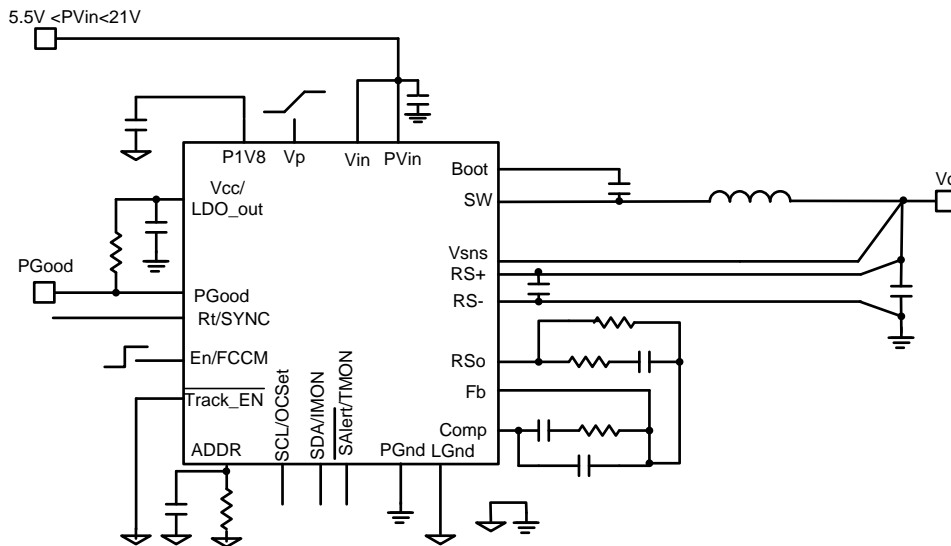 5.5V <PVin<21V
P1V8
Vp
Vin
PVin
Boot
Vcc/
LDO_out
SW
Vsns
PGood
RS+
PGood
RS-
Rt/SYNC
En/FCCM
RSo
Track_EN
Fb
SCL/OCSet
SDA/IMON
SAlert/TMON
Comp
ADDR
PGnd
LGnd